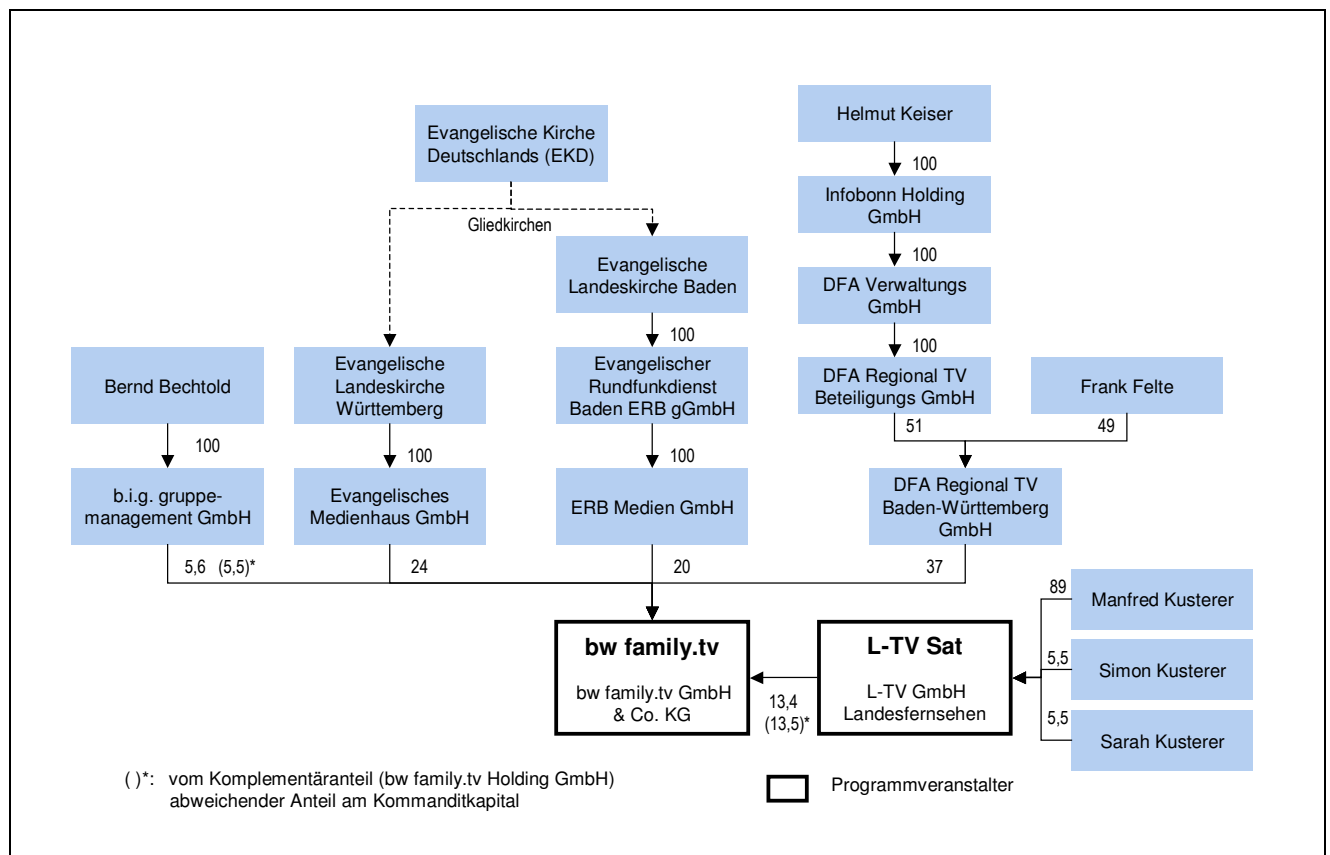 Helmut Keiser
Evangelische Kirche
Deutschlands (EKD)
100
Infobonn Holding
GmbH
Gliedkirchen
100
Evangelische
Landeskirche Baden
DFA Verwaltungs
GmbH
100
100
Bernd Bechtold
Evangelische
Landeskirche
Württemberg
Evangelischer
Rundfunkdienst
Baden ERB gGmbH
DFA Regional TV
Beteiligungs GmbH
Frank Felte
51
49
100
100
100
b.i.g. gruppe-
management GmbH
Evangelisches
Medienhaus GmbH
ERB Medien GmbH
DFA Regional TV
Baden-Württemberg
GmbH
5,6 (5,5)*
24
20
37
89
Manfred Kusterer
bw family.tv
bw family.tv GmbH
& Co. KG
13,4
(13,5)*
L-TV Sat
L-TV GmbH
Landesfernsehen
5,5
Simon Kusterer
5,5
Sarah Kusterer
( )*: vom Komplementäranteil (bw family.tv Holding GmbH)
abweichender Anteil am Kommanditkapital
Programmveranstalter